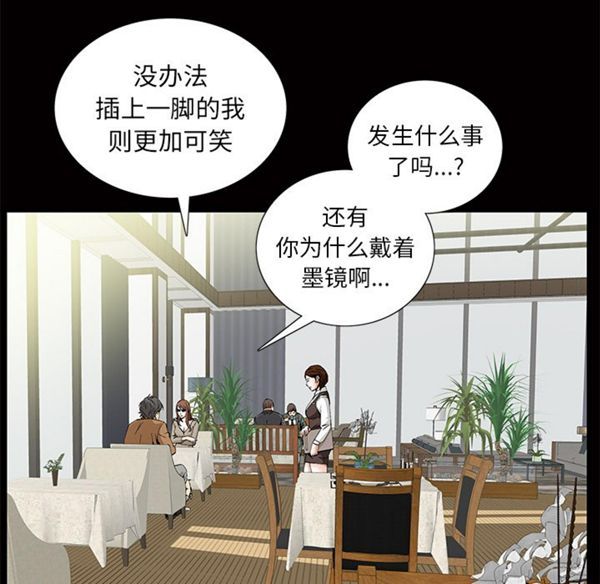 没办法
插上一脚的我
则更加可笑
发生什么事
了吗...?
还有
你为什么戴着
墨镜啊...